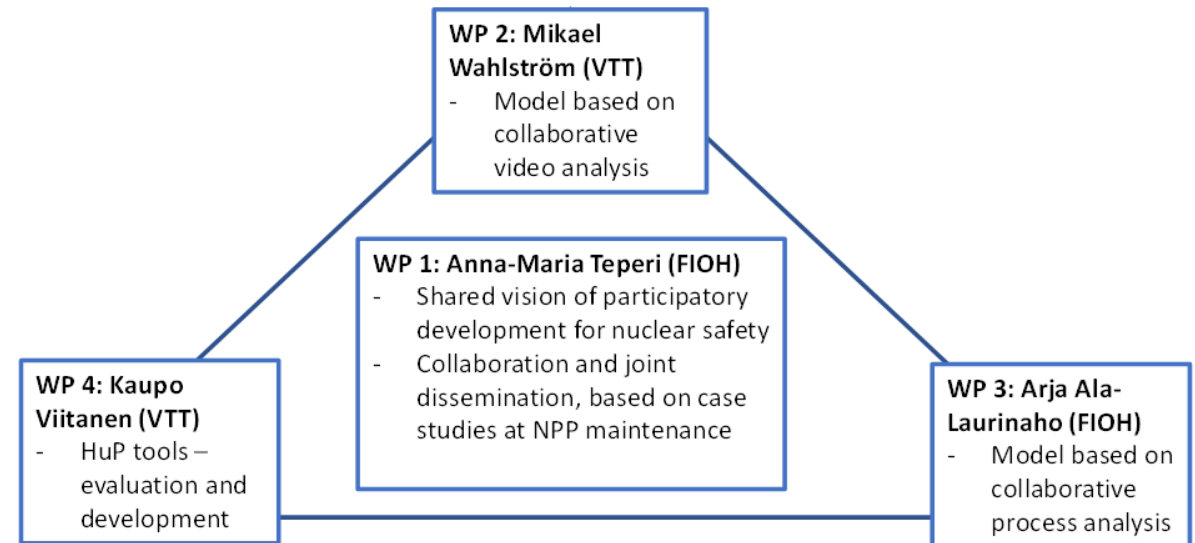 WP 2: Mikael
Wahlström (VTT)
- Model based on
collaborative
video analysis
WP 1: Anna-Maria Teperi (FIOH)
- Shared vision of participatory
development for nuclear safety
- Collaboration and joint
dissemination, based on case
studies at NPP maintenance
WP 4: Kaupo
Viitanen (VTT)
- HuP tools –
evaluation and
development
WP 3: Arja Ala-
Laurinaho (FIOH)
- Model based on
collaborative
process analysis